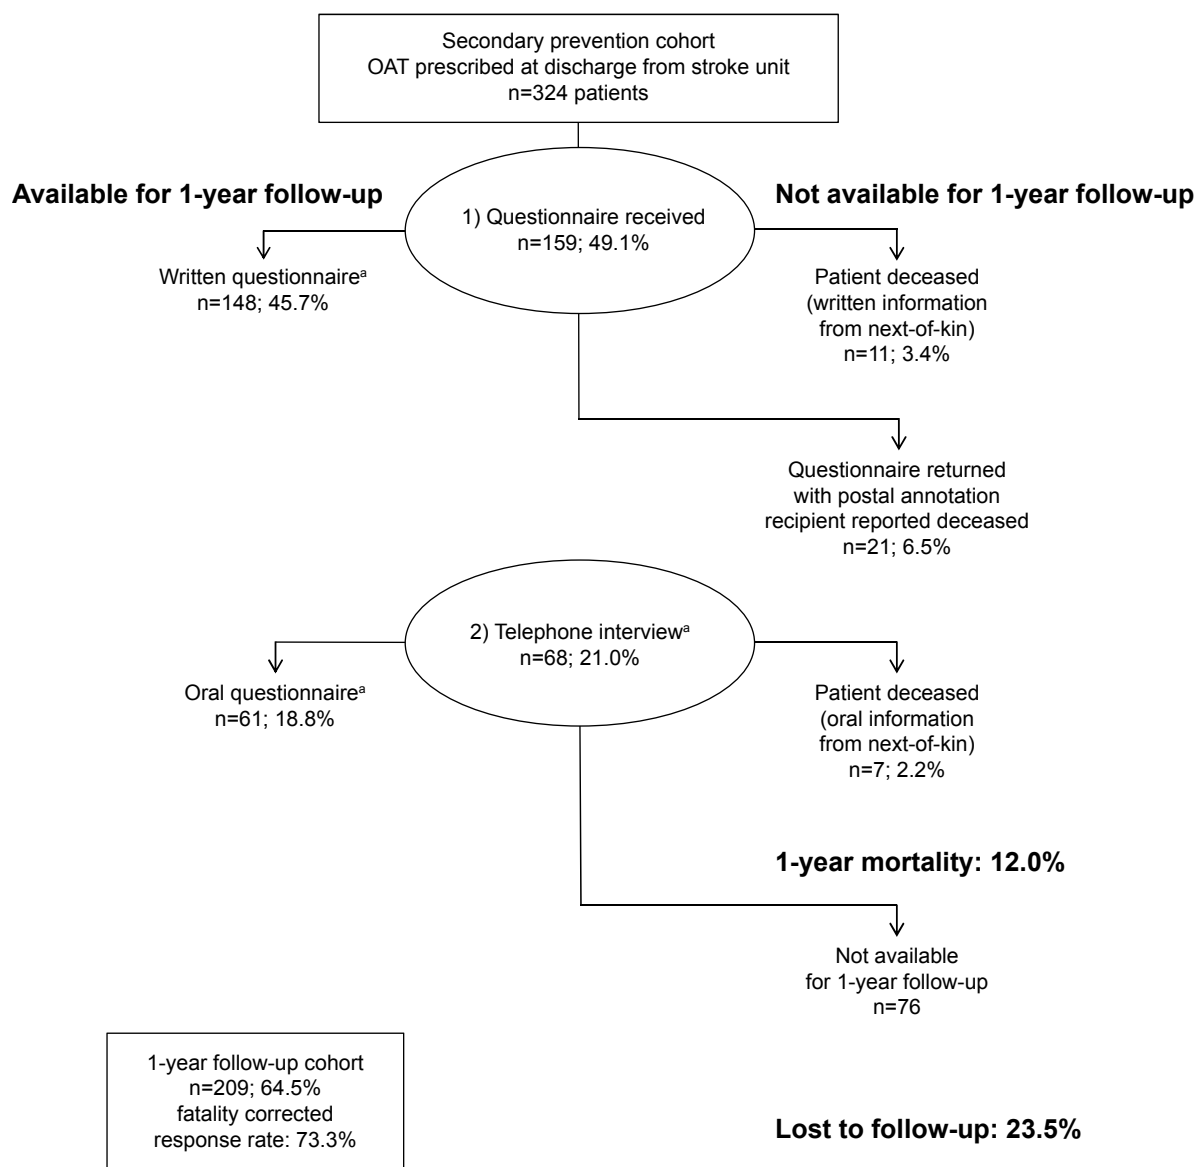 Secondary prevention cohort
OAT prescribed at discharge from stroke unit
n=324 patients
Available for 1-year follow-up
Not available for 1-year follow-up
1) Questionnaire received
n=159; 49.1%
Written questionnaireᵃ
n=148; 45.7%
Patient deceased
(written information
from next-of-kin)
n=11; 3.4%
Questionnaire returned
with postal annotation
recipient reported deceased
n=21; 6.5%
2) Telephone interviewᵃ
n=68; 21.0%
Oral questionnaireᵃ
n=61; 18.8%
Patient deceased
(oral information
from next-of-kin)
n=7; 2.2%
1-year mortality: 12.0%
Not available
for 1-year follow-up
n=76
1-year follow-up cohort
n=209; 64.5%
fatality corrected
response rate: 73.3%
Lost to follow-up: 23.5%